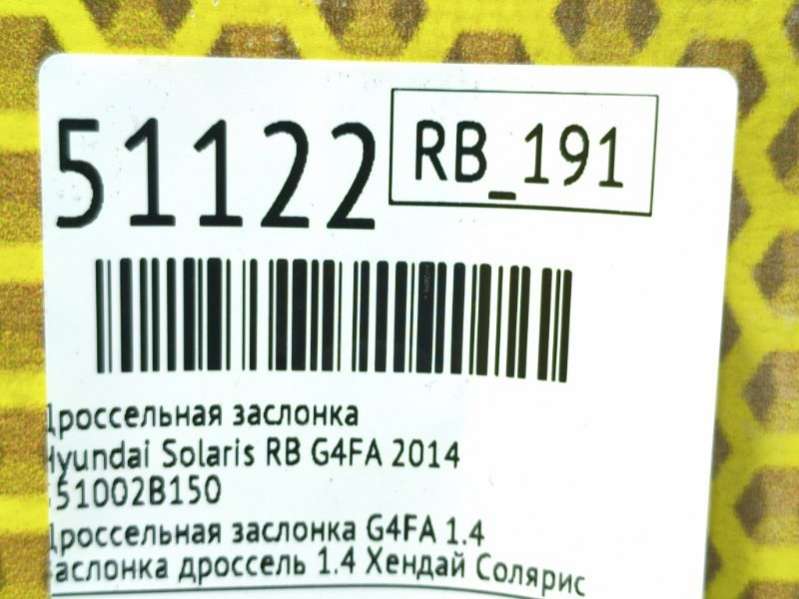 51122
RB_191
Дроссельная заслонка
Hyundai Solaris RB G4FA 2014
351002B150
Дроссельная заслонка G4FA 1.4
Заслонка дроссель 1.4 Хендай Солярис